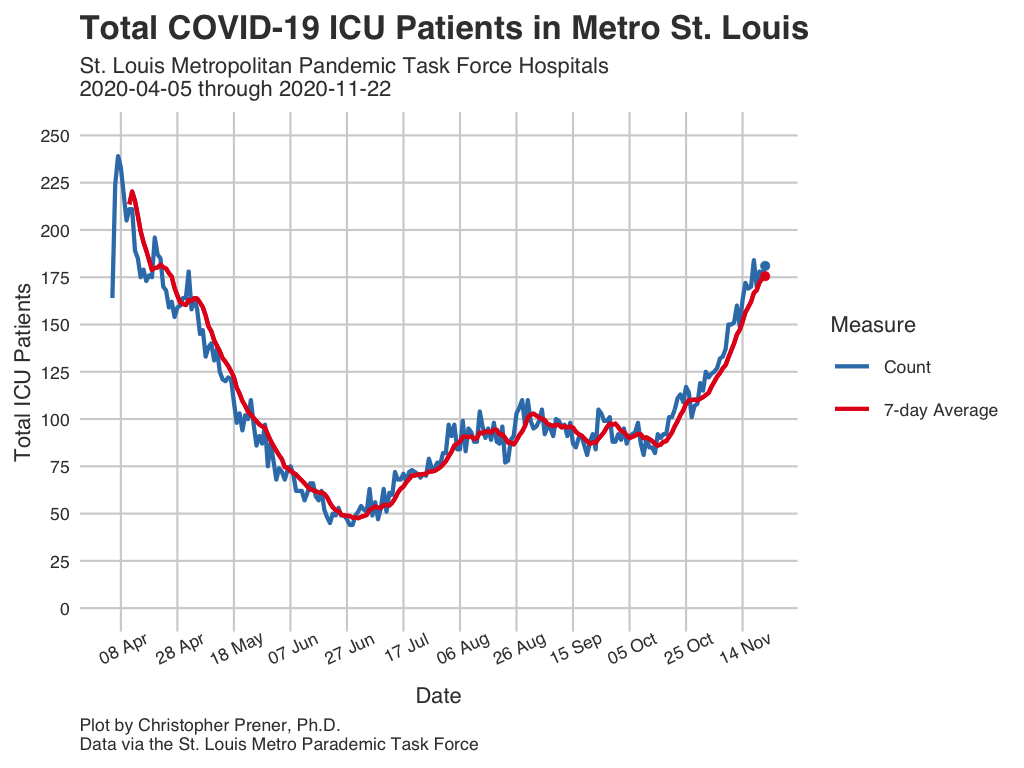 Total COVID-19 ICU Patients in Metro St. Louis
St. Louis Metropolitan Pandemic Task Force Hospitals
2020-04-05 through 2020-11-22
250
225
200
175
150
125
100
75
50
25
0
Total ICU Patients
08 Apr
28 Apr
18 May
07 Jun
27 Jun
17 Jul
06 Aug
26 Aug
15 Sep
05 Oct
25 Oct
14 Nov
Date
Measure
Count
7-day Average
Plot by Christopher Prener, Ph.D.
Data via the St. Louis Metro Parademic Task Force